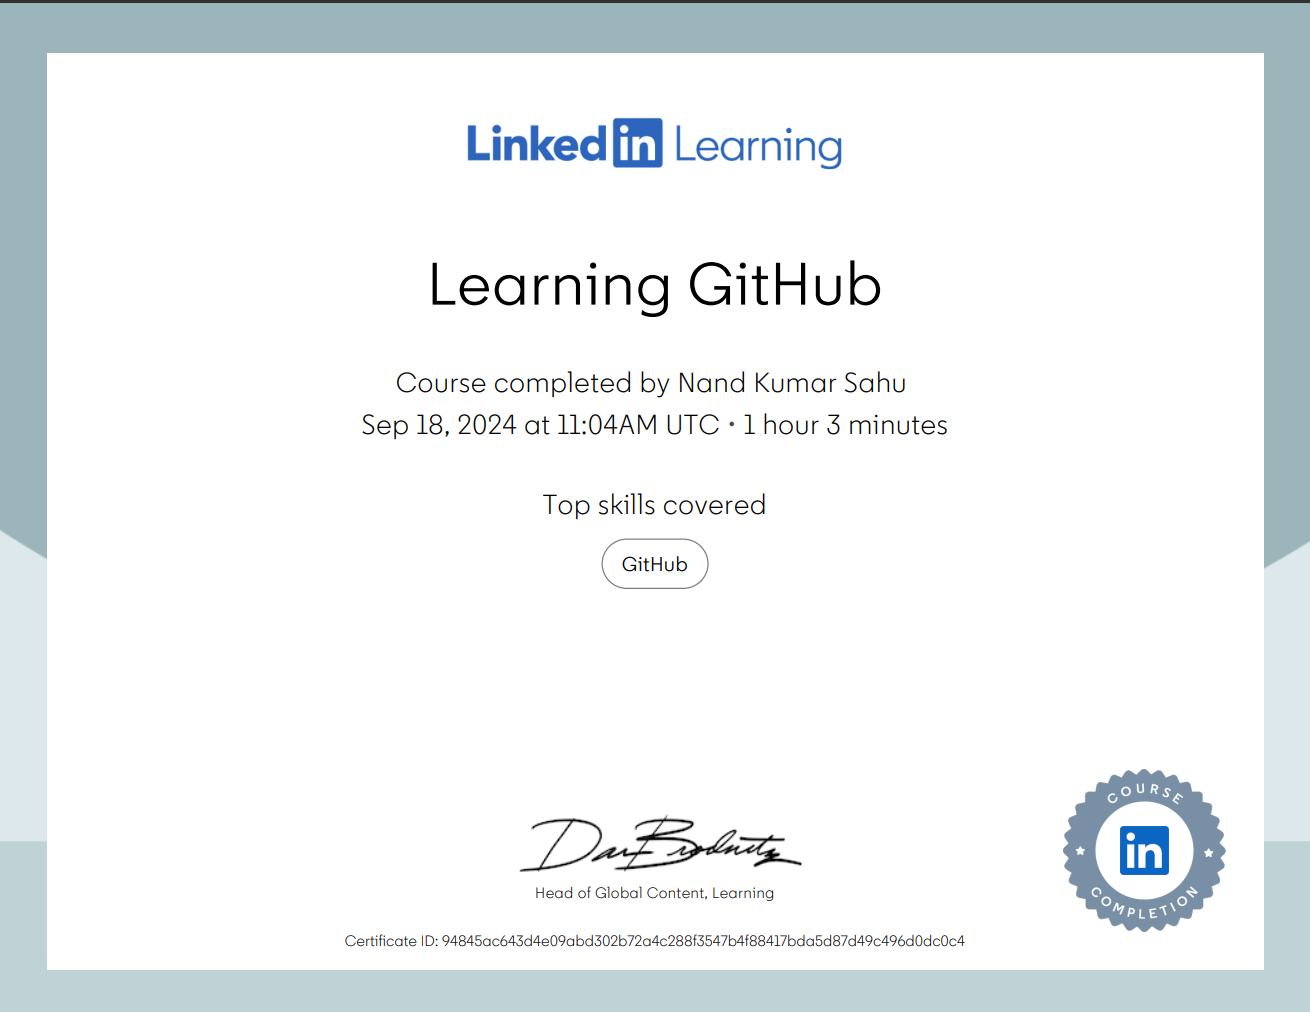 Linked in Learning
Learning GitHub
Course completed by Nand Kumar Sahu
Sep 18, 2024 at 11:04AM UTC • 1 hour 3 minutes
Top skills covered
GitHub
Dan Brodnitz
Head of Global Content, Learning
Certificate ID: 94845ac643d4e09abd302b72a4c288f3547b4f88417bda5d87d49c496d0dc0c4
COURSE
in
COMPLETION